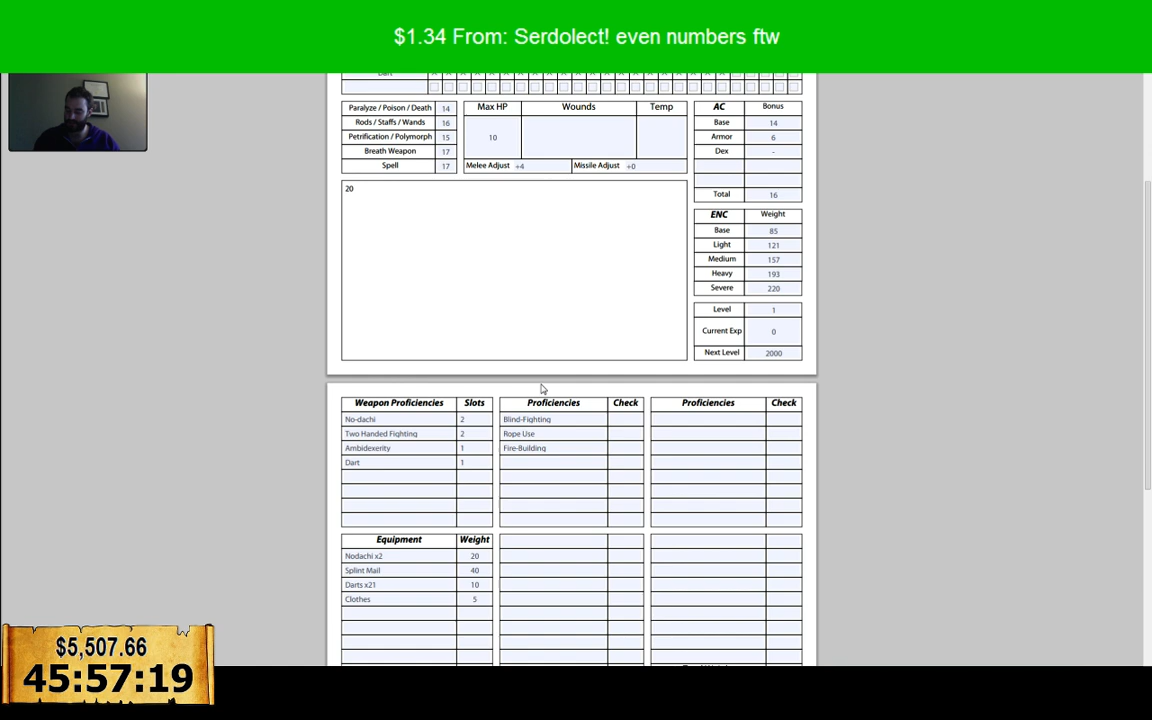 $1.34 From: Serdolect! even numbers ftw
Dart
Paralyze / Poison / Death 14
Rods / Staffs / Wands 16
Petrification / Polymorph 15
Breath Weapon 17
Spell 17
Max HP Wounds Temp
10
Melee Adjust +4 Missile Adjust +0
AC Bonus
Base 14
Armor 6
Dex -
Total 16
20
ENC Weight
Base 85
Light 121
Medium 157
Heavy 193
Severe 220
Level 1
Current Exp 0
Next Level 2000
Weapon Proficiencies Slots
No-dachi 2
Two Handed Fighting 2
Ambidexerity 1
Dart 1
Proficiencies Check
Blind-Fighting
Rope Use
Fire-Building
Proficiencies Check
Equipment Weight
Nodachi x2 20
Splint Mail 40
Darts x21 10
Clothes 5
$5,507.66
45:57:19